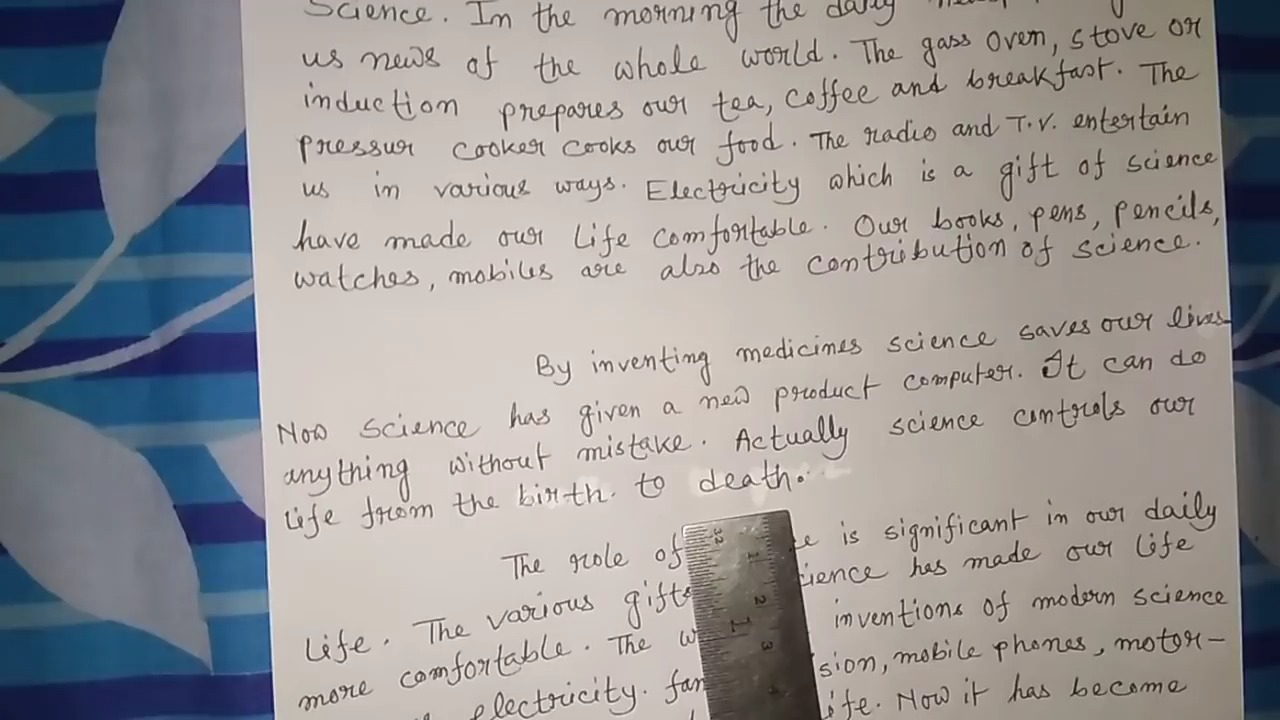 Science. In the morning the daily
us news of the whole world. The gass oven, stove or
induction prepares our tea, coffee and breakfast. The
pressur cooker cooks our food. The radio and T.V. entertain
us in various ways. Electricity which is a gift of science
have made our life comfortable. Our books, pens, pencils,
watches, mobiles are also the contribution of science.
By inventing medicines science saves our lives
Now science has given a new product computer. It can do
anything without mistake. Actually science controls our
life from the birth. to death.
The role of is significant in our daily
life. The various gifts has made our life
more comfortable. The inventions of modern science
electricity. mobile phones, motor-
Now it has become